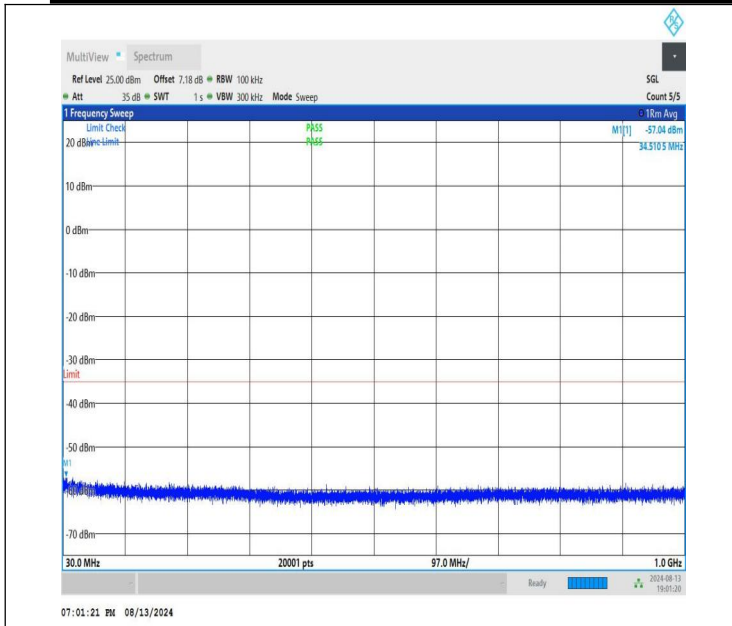 MultiView Spectrum
Ref Level 25.00 dBm Offset 7.18 dB RBW 100 kHz SGL
Att 35 dB SWT 1 s VBW 300 kHz Mode Sweep Count 5/5
1 Frequency Sweep 1Rm Avg
Limit Check PASS M1[1] -57.04 dBm
20 dBm Line Limit PASS 34.510 5 MHz
10 dBm
0 dBm
-10 dBm
-20 dBm
-30 dBm
Limit
-40 dBm
-50 dBm
M1
-70 dBm
30.0 MHz 20001 pts 97.0 MHz/ 1.0 GHz
Ready 2024-08-13
19:01:20
07:01:21 PM 08/13/2024